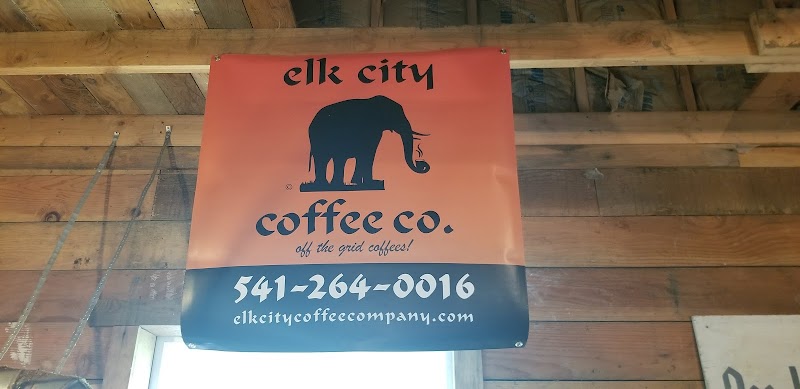 elk city
©
coffee co.
off the grid coffees!
541-264-0016
elkcitycoffeecompany.com